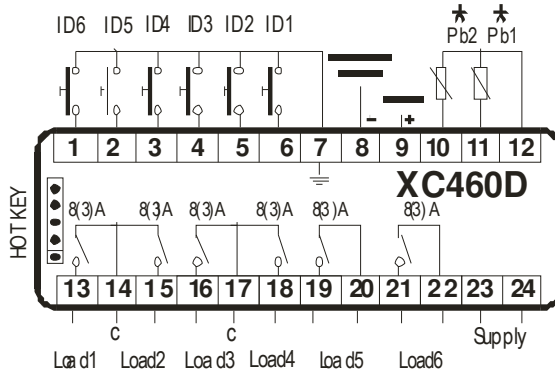 ID6 ID5 ID4 ID3 ID2 ID1
Pb2 Pb1
- +
1 2 3 4 5 6 7 8 9 10 11 12
XC460D
HOT KEY
8(3)A 8(3)A 8(3)A 8(3)A 8(3)A 8(3)A
13 14 15 16 17 18 19 20 21 22 23 24
c c Supply
Load1 Load2 Load3 Load4 Load5 Load6